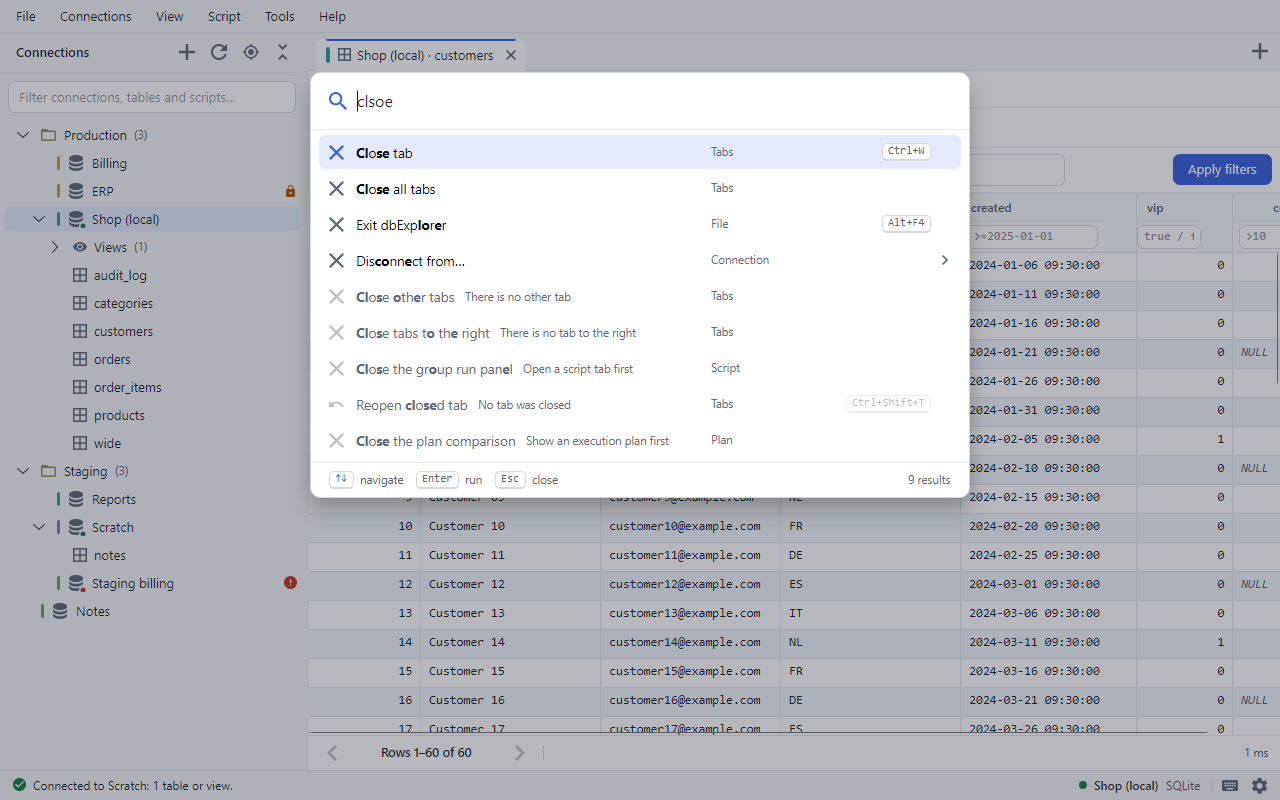 File Connections View Script Tools Help
Connections
Shop (local) · customers
Filter connections, tables and scripts...
clsoe
Production (3)
Billing
ERP
Shop (local)
Views (1)
audit_log
categories
customers
orders
order_items
products
wide
Staging (3)
Reports
Scratch
notes
Staging billing
Notes
Close tab Tabs Ctrl+W
Close all tabs Tabs
Exit dbExplorer File Alt+F4
Disconnect from... Connection
Close other tabs There is no other tab Tabs
Close tabs to the right There is no tab to the right Tabs
Close the group run panel Open a script tab first Script
Reopen closed tab No tab was closed Tabs Ctrl+Shift+T
Close the plan comparison Show an execution plan first Plan
↑↓ navigate Enter run Esc close 9 results
Apply filters
created vip
>=2025-01-01 true / >10
2024-01-06 09:30:00 0
2024-01-11 09:30:00 0
2024-01-16 09:30:00 0
2024-01-21 09:30:00 0 NULL
2024-01-26 09:30:00 0
2024-01-31 09:30:00 0
2024-02-05 09:30:00 1
2024-02-10 09:30:00 0 NULL
2024-02-15 09:30:00 0
10 Customer 10 customer10@example.com FR 2024-02-20 09:30:00 0
11 Customer 11 customer11@example.com DE 2024-02-25 09:30:00 0
12 Customer 12 customer12@example.com ES 2024-03-01 09:30:00 0 NULL
13 Customer 13 customer13@example.com IT 2024-03-06 09:30:00 0
14 Customer 14 customer14@example.com NL 2024-03-11 09:30:00 1
15 Customer 15 customer15@example.com FR 2024-03-16 09:30:00 0
16 Customer 16 customer16@example.com DE 2024-03-21 09:30:00 0 NULL
17 Customer 17 customer17@example.com ES 2024-03-26 09:30:00 0
Rows 1–60 of 60 1 ms
Connected to Scratch: 1 table or view. Shop (local) SQLite